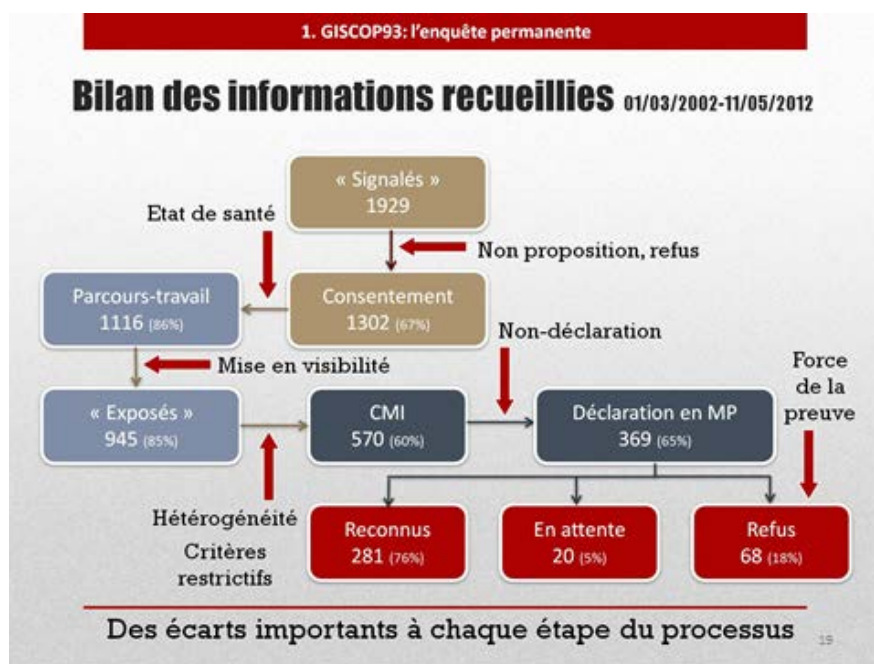 1. GISCOP93: l'enquête permanente
Bilan des informations recueillies 01/03/2002-11/05/2012
« Signalés »
1929
Etat de santé
Non proposition, refus
Parcours-travail
1116 (86%)
Consentement
1302 (67%)
Non-déclaration
Mise en visibilité
Force
de la
preuve
« Exposés »
945 (85%)
CMI
570 (60%)
Déclaration en MP
369 (65%)
Hétérogénéité
Critères
restrictifs
Reconnus
281 (76%)
En attente
20 (5%)
Refus
68 (18%)
Des écarts importants à chaque étape du processus
19